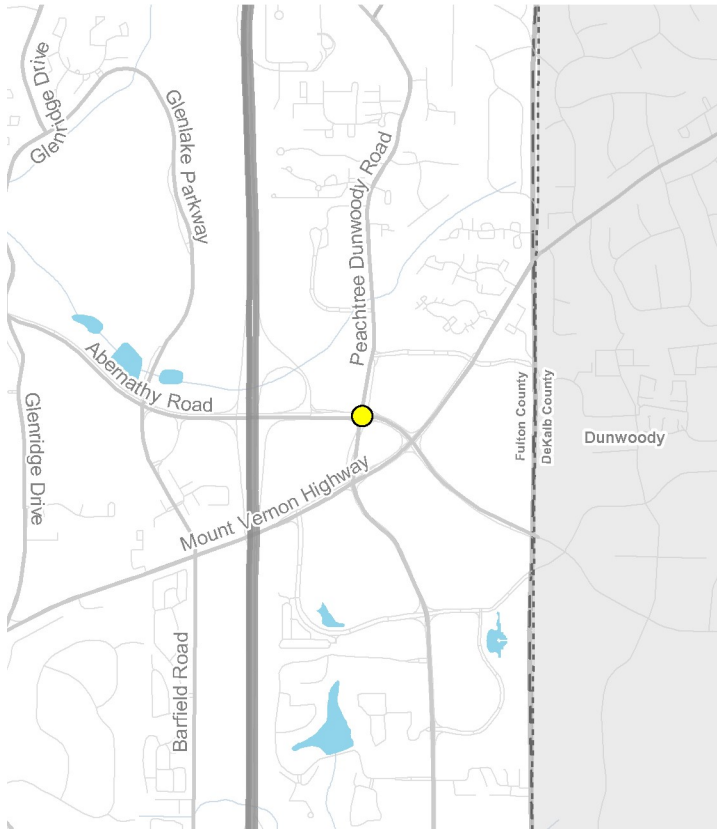 Glenridge Drive
Glenlake Parkway
Peachtree Dunwoody Road
Abernathy Road
Glenridge Drive
Fulton County
DeKalb County
Dunwoody
Mount Vernon Highway
Barfield Road